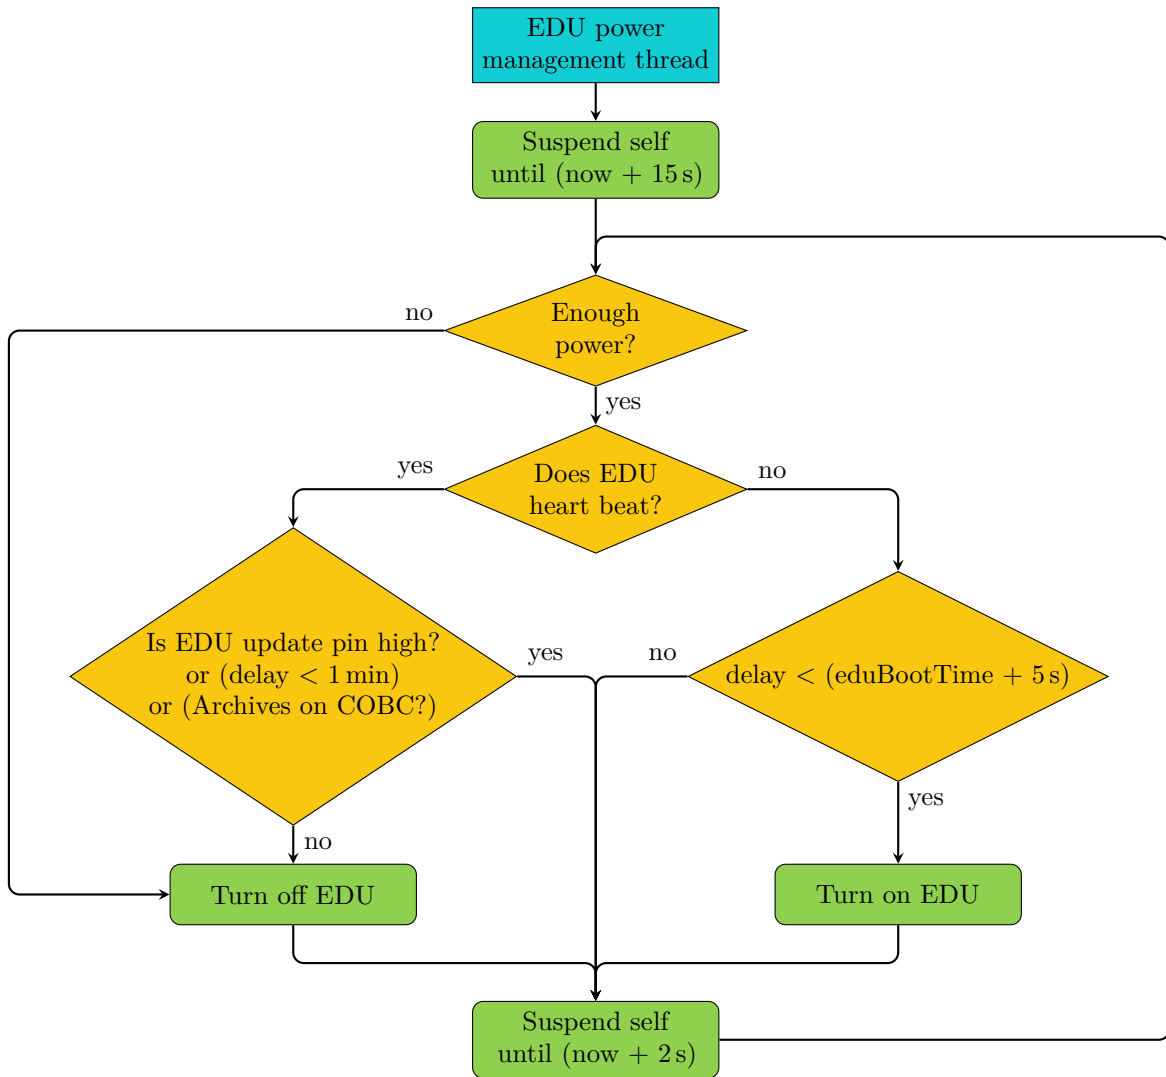 EDU power
management thread
Suspend self
until (now + 15 s)
Enough
power?
no
yes
Does EDU
heart beat?
yes
no
Is EDU update pin high?
or (delay < 1 min)
or (Archives on COBC?)
yes
no
delay < (eduBootTime + 5 s)
no
yes
Turn off EDU
Turn on EDU
Suspend self
until (now + 2 s)